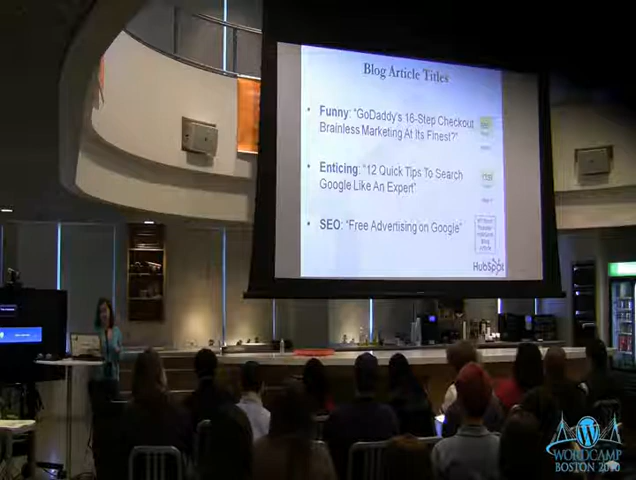 Blog Article Titles
• Funny: "GoDaddy's 16-Step Checkout
Brainless Marketing At Its Finest?"
• Enticing: "12 Quick Tips To Search
Google Like An Expert"
• SEO: "Free Advertising on Google"
HubSpot
WORDCAMP
BOSTON 2010